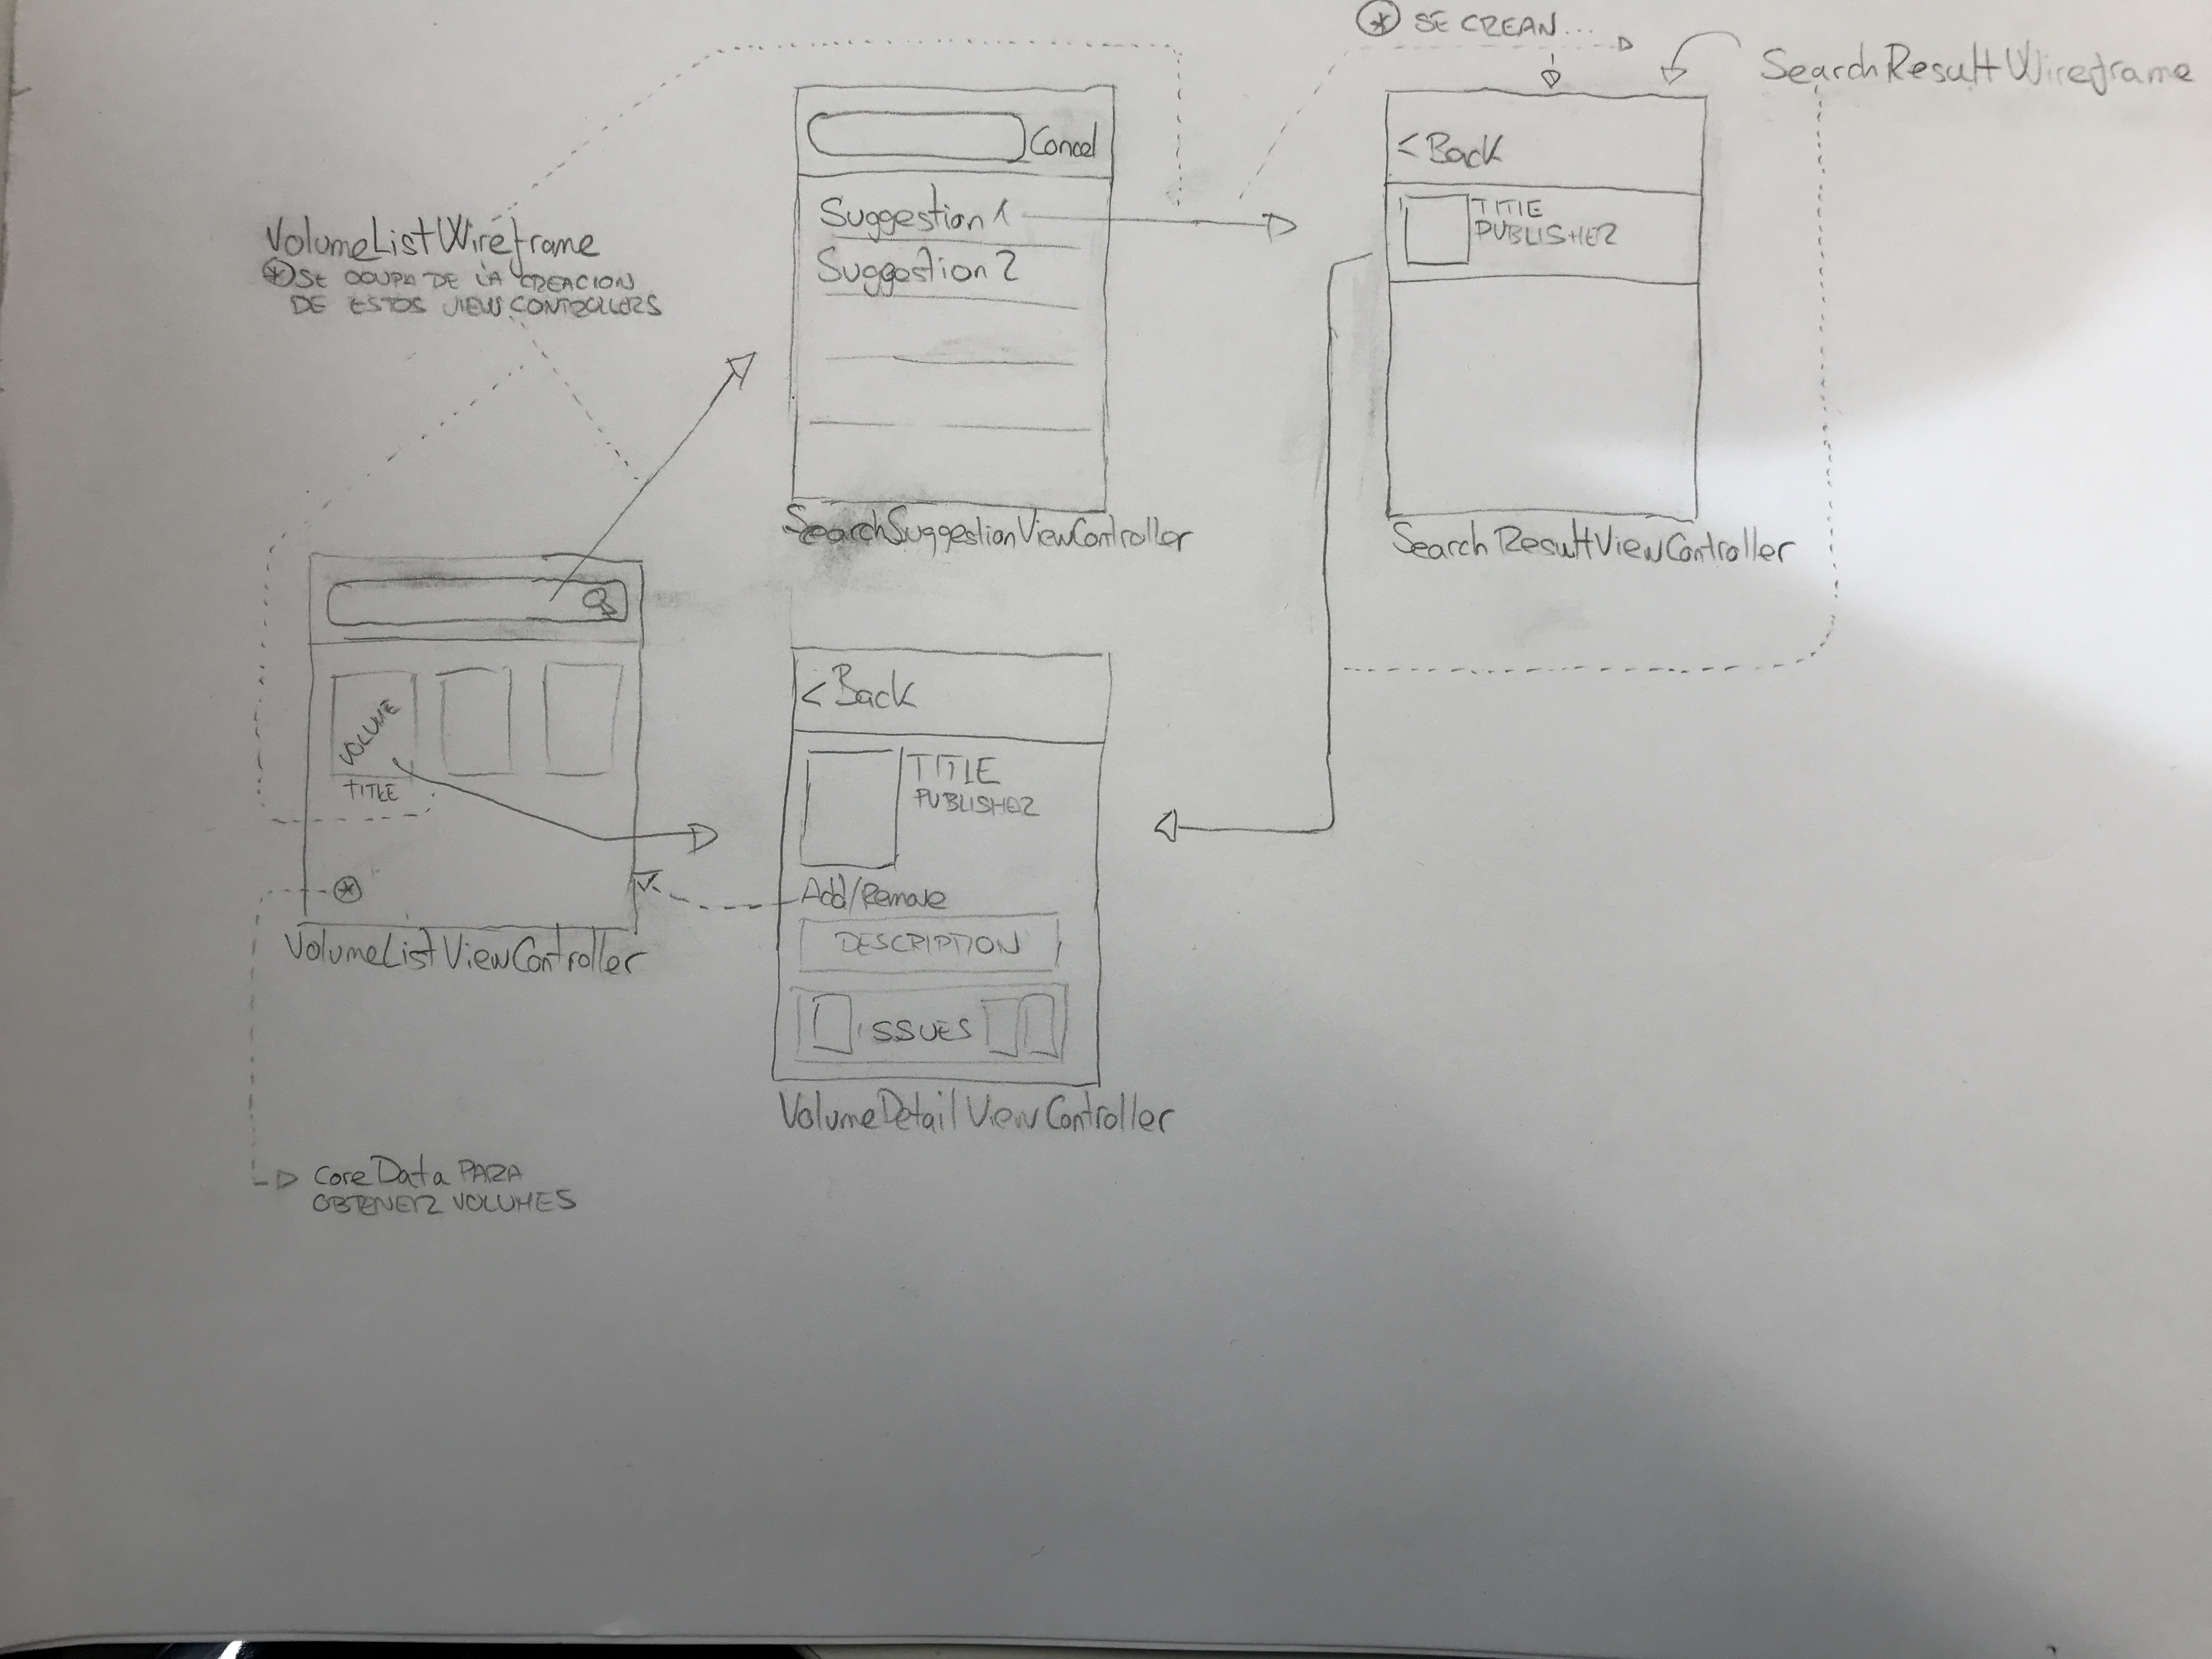 SE CREAN...
SearchResultWireframe
VolumeListWireframe
SE OCUPA DE LA CREACION
DE ESTOS VIEW CONTROLLERS
Cancel
Suggestion 1
Suggestion 2
SearchSuggestionViewController
< Back
TITLE
PUBLISHER
SearchResultViewController
VOLUME
TITLE
VolumeListViewController
< Back
TITLE
PUBLISHER
Add/Remove
DESCRIPTION
ISSUES
VolumeDetailViewController
CoreData PARA
OBTENER VOLUMES